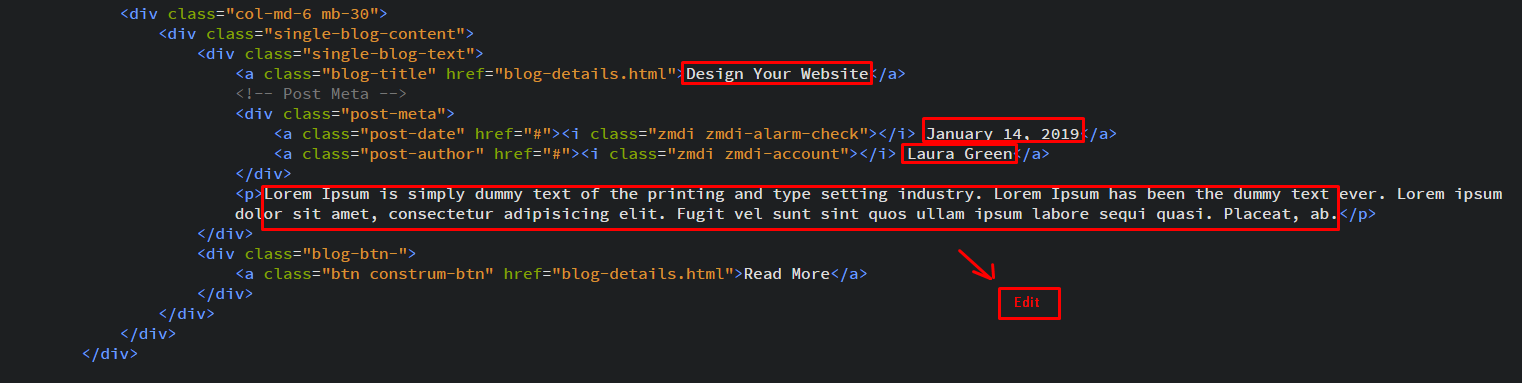 <div class="col-md-6 mb-30">
<div class="single-blog-content">
<div class="single-blog-text">
<a class="blog-title" href="blog-details.html">Design Your Website</a>
<!-- Post Meta -->
<div class="post-meta">
<a class="post-date" href="#"><i class="zmdi zmdi-alarm-check"></i> January 14, 2019</a>
<a class="post-author" href="#"><i class="zmdi zmdi-account"></i> Laura Green</a>
</div>
<p>Lorem Ipsum is simply dummy text of the printing and type setting industry. Lorem Ipsum has been the dummy text ever. Lorem ipsum
dolor sit amet, consectetur adipisicing elit. Fugit vel sunt sint quos ullam ipsum labore sequi quasi. Placeat, ab.</p>
</div>
<div class="blog-btn-">
<a class="btn construm-btn" href="blog-details.html">Read More</a>
</div>
Edit
</div>
</div>
</div>